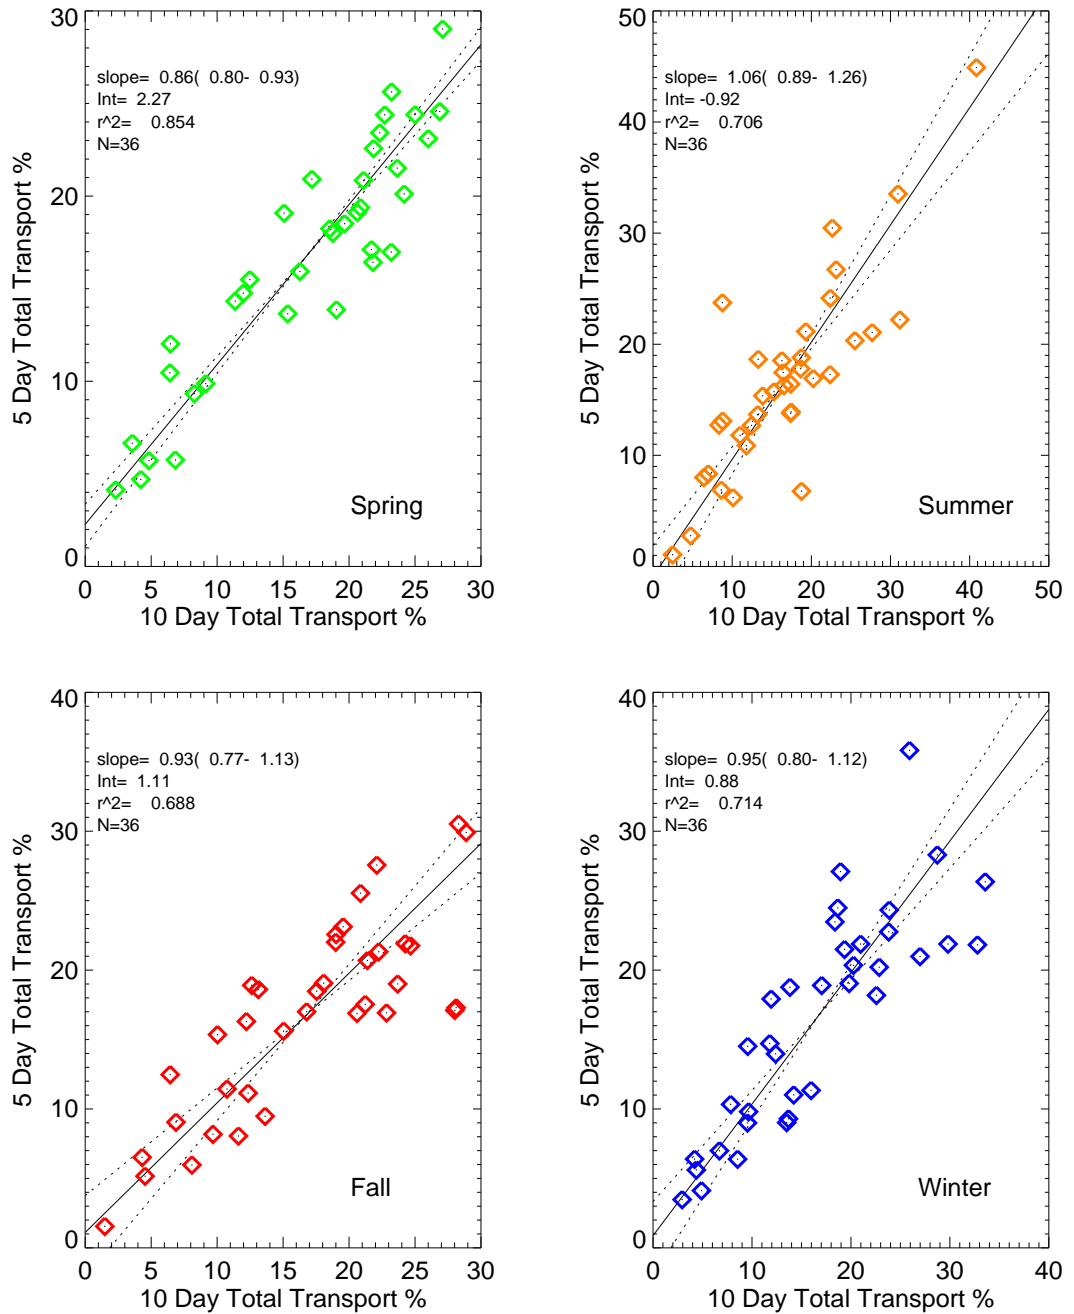 30
20
10
0
5 Day Total Transport %
slope= 0.86( 0.80- 0.93)
Int= 2.27
r^2= 0.854
N=36
Spring
0 5 10 15 20 25 30
10 Day Total Transport %
50
40
30
20
10
0
5 Day Total Transport %
slope= 1.06( 0.89- 1.26)
Int= -0.92
r^2= 0.706
N=36
Summer
0 10 20 30 40 50
10 Day Total Transport %
40
30
20
10
0
5 Day Total Transport %
slope= 0.93( 0.77- 1.13)
Int= 1.11
r^2= 0.688
N=36
Fall
0 5 10 15 20 25 30
10 Day Total Transport %
40
30
20
10
0
5 Day Total Transport %
slope= 0.95( 0.80- 1.12)
Int= 0.88
r^2= 0.714
N=36
Winter
0 10 20 30 40
10 Day Total Transport %